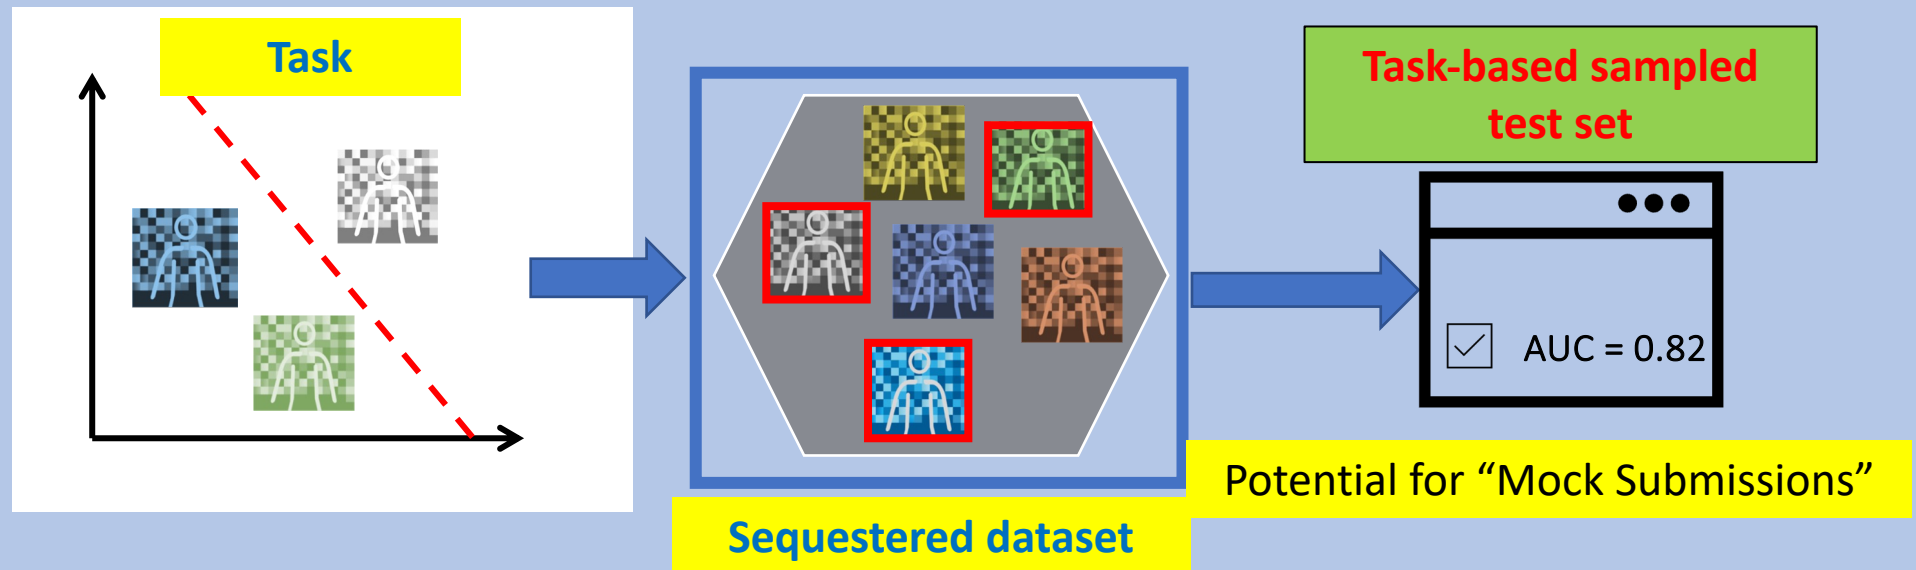 Task
Sequestered dataset
Task-based sampled
test set
AUC = 0.82
Potential for “Mock Submissions”